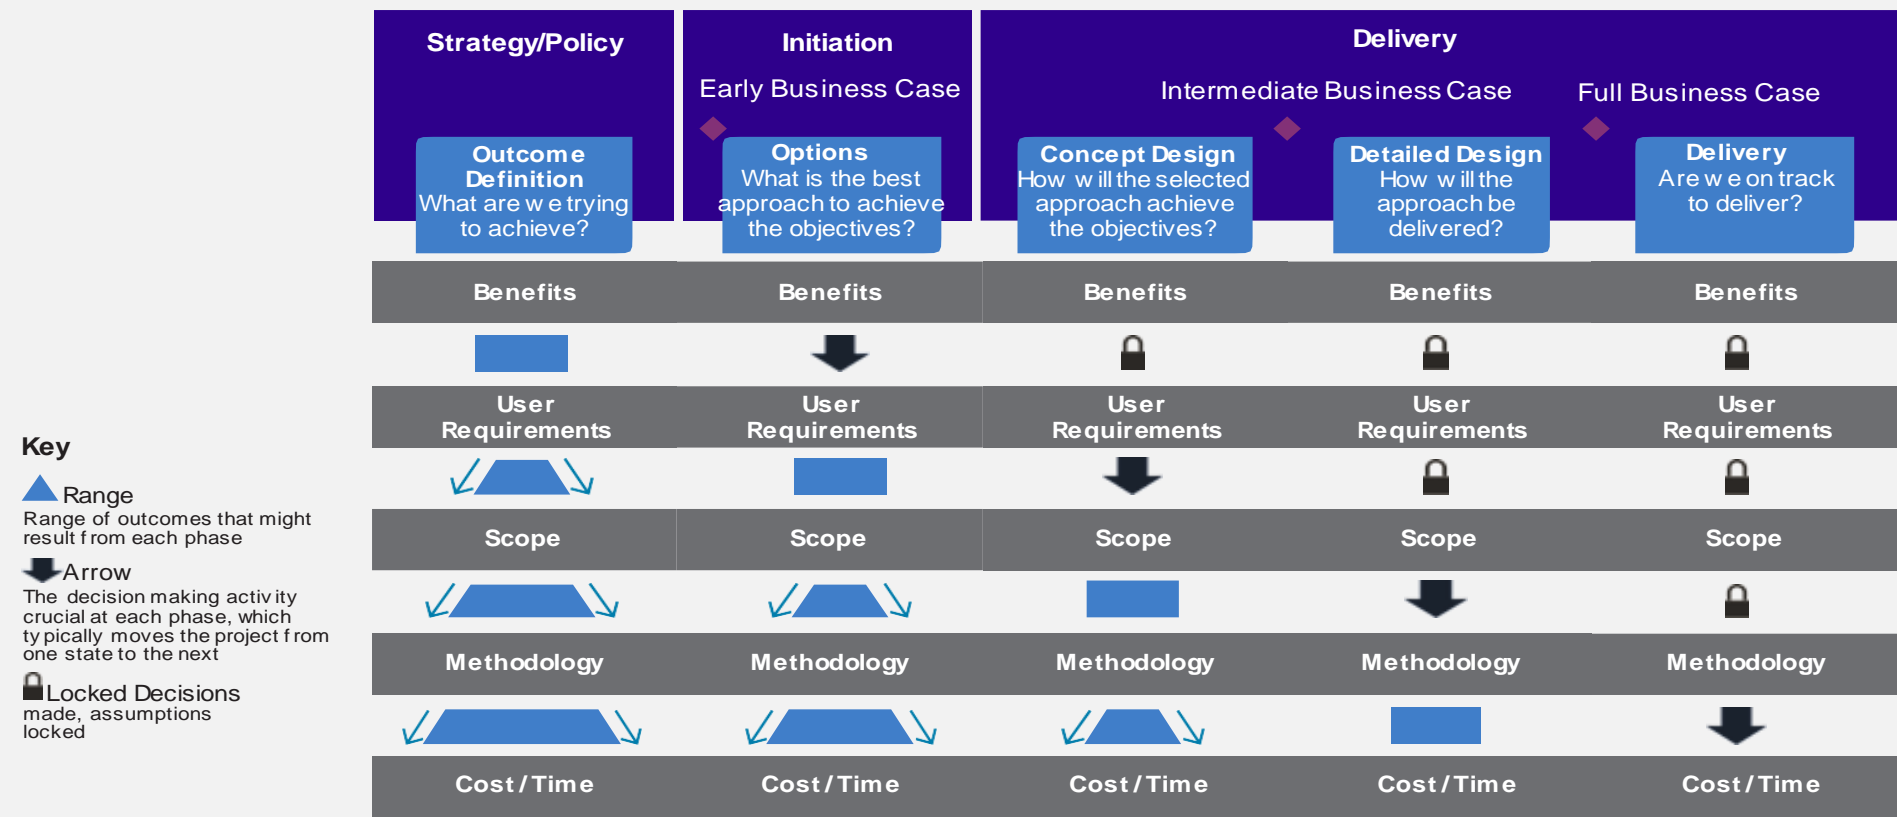 Strategy/Policy
Initiation
Delivery
Early Business Case
Intermediate Business Case
Full Business Case
Outcome
Definition
What are we trying
to achieve?
Options
What is the best
approach to achieve
the objectives?
Concept Design
How will the selected
approach achieve
the objectives?
Detailed Design
How will the
approach be
delivered?
Delivery
Are we on track
to deliver?
Benefits
Benefits
Benefits
Benefits
Benefits
User
Requirements
User
Requirements
User
Requirements
User
Requirements
User
Requirements
Scope
Scope
Scope
Scope
Scope
Methodology
Methodology
Methodology
Methodology
Methodology
Cost/Time
Cost/Time
Cost/Time
Cost/Time
Cost/Time
Key
Range
Range of outcomes that might
result from each phase
Arrow
The decision making activity
crucial at each phase, which
typically moves the project from
one state to the next
Locked Decisions
made, assumptions
locked